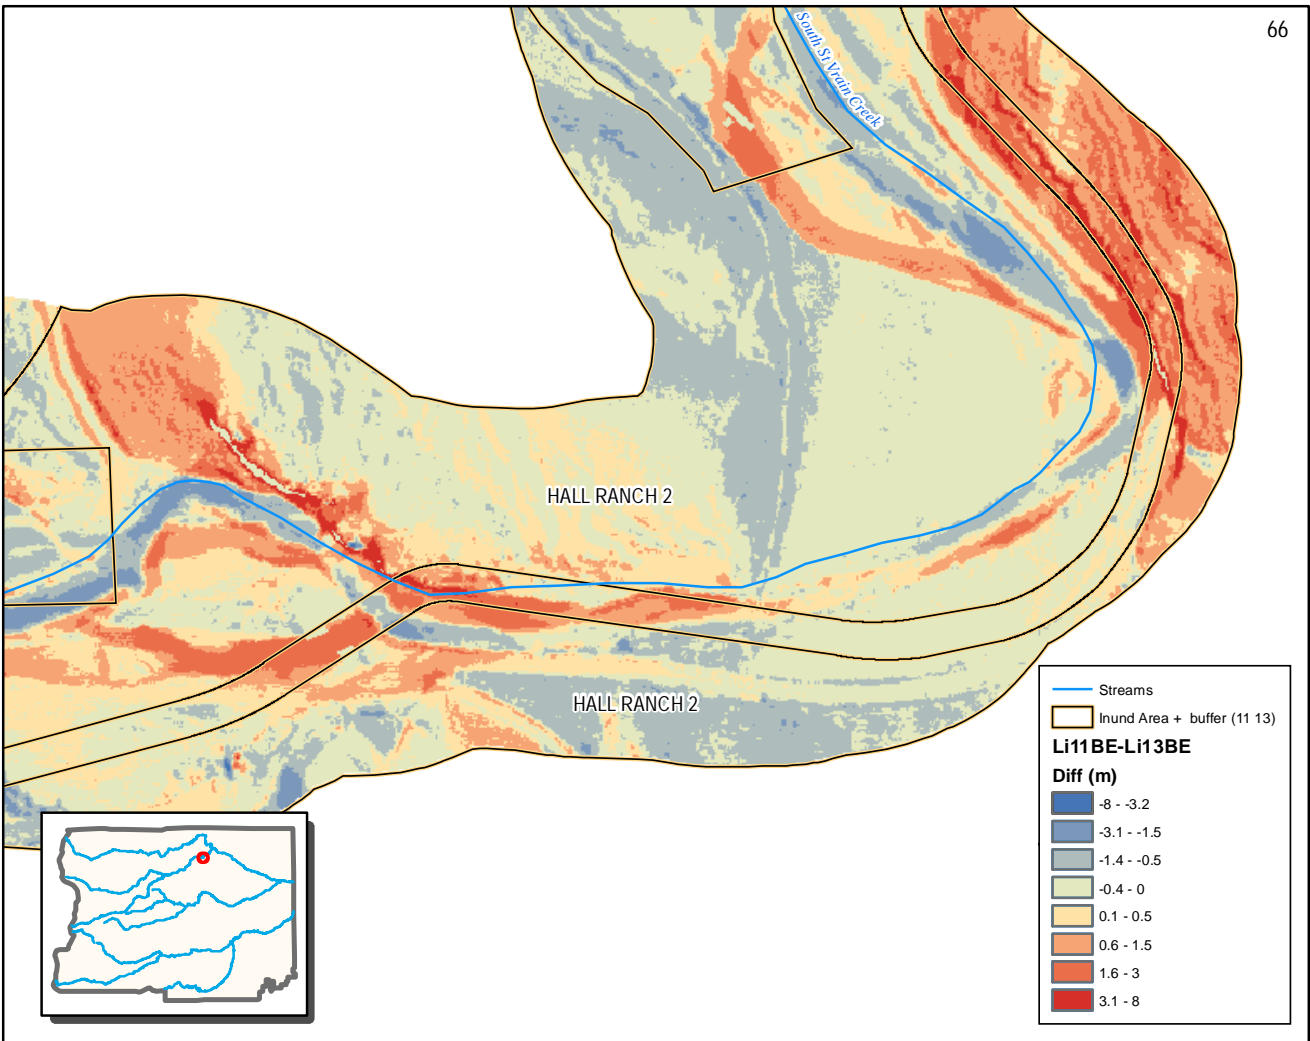 66
South St Vrain Creek
HALL RANCH 2
HALL RANCH 2
Streams
Inund Area + buffer (11 13)
Li11BE-Li13BE
Diff (m)
-8 - -3.2
-3.1 - -1.5
-1.4 - -0.5
-0.4 - 0
0.1 - 0.5
0.6 - 1.5
1.6 - 3
3.1 - 8